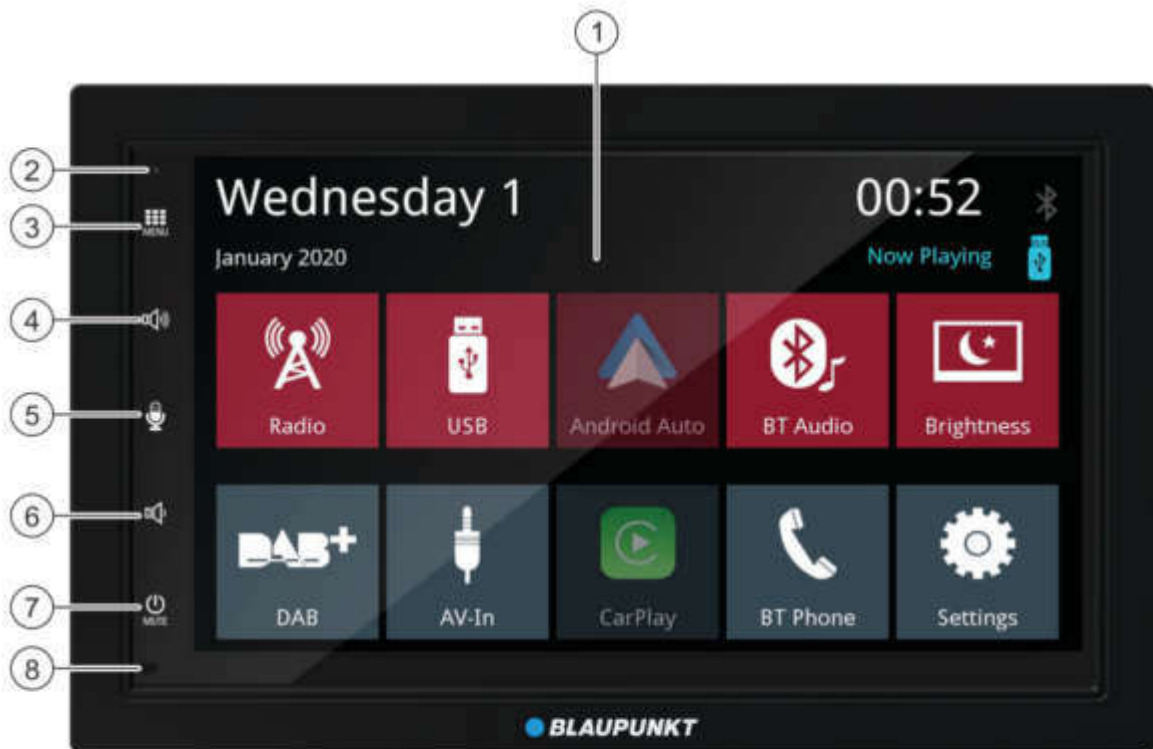 1
2
3
MENU
4
5
6
7
MUTE
8
Wednesday 1
00:52
January 2020
Now Playing
Radio
USB
Android Auto
BT Audio
Brightness
DAB+
DAB
AV-In
CarPlay
BT Phone
Settings
BLAUPUNKT